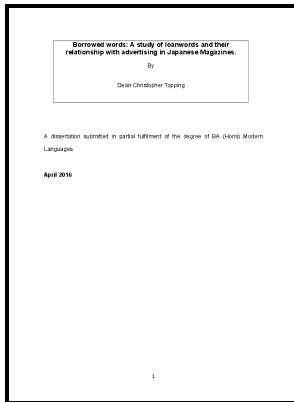 Borrowed words: A study of loanwords and their
relationship with advertising in Japanese Magazines.
By
Dean Christopher Topping
A dissertation submitted in partial fulfilment of the degree of BA (Hons) Modern
Languages
April 2016
1